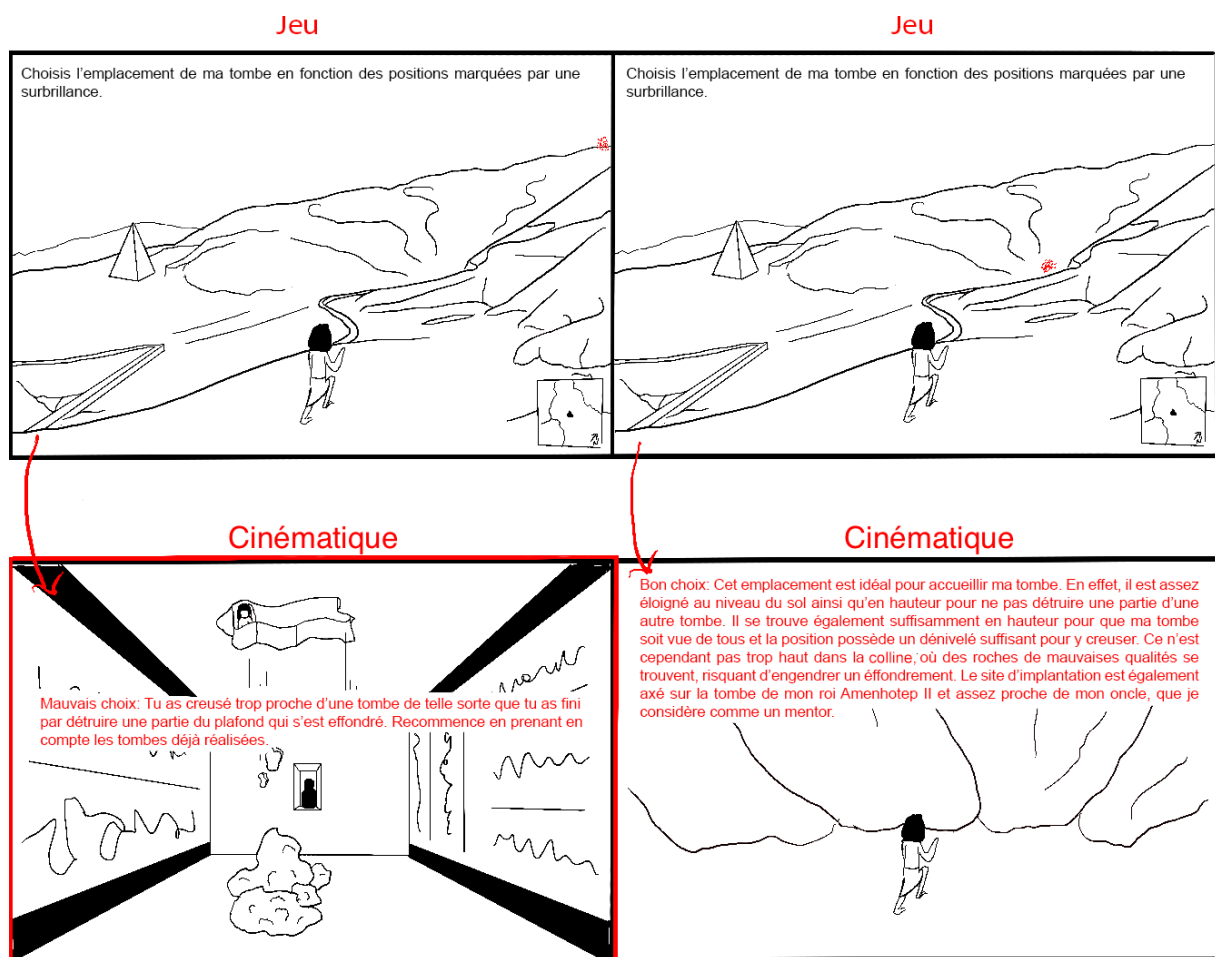 Jeu
Jeu
Choisis l'emplacement de ma tombe en fonction des positions marquées par une
surbrillance.
Choisis l'emplacement de ma tombe en fonction des positions marquées par une
surbrillance.
Cinématique
Cinématique
Mauvais choix: Tu as creusé trop proche d'une tombe de telle sorte que tu as fini
par détruire une partie du plafond qui s'est effondré. Recommence en prenant en
compte les tombes déjà réalisées.
Bon choix: Cet emplacement est idéal pour accueillir ma tombe. En effet, il est assez
éloigné au niveau du sol ainsi qu'en hauteur pour ne pas détruire une partie d'une
autre tombe. Il se trouve également suffisamment en hauteur pour que ma tombe
soit vue de tous et la position possède un dénivelé suffisant pour y creuser. Ce n'est
cependant pas trop haut dans la colline, où des roches de mauvaises qualités se
trouvent, risquant d'engendrer un éffondrement. Le site d'implantation est également
axé sur la tombe de mon roi Amenhotep II et assez proche de mon oncle, que je
considère comme un mentor.